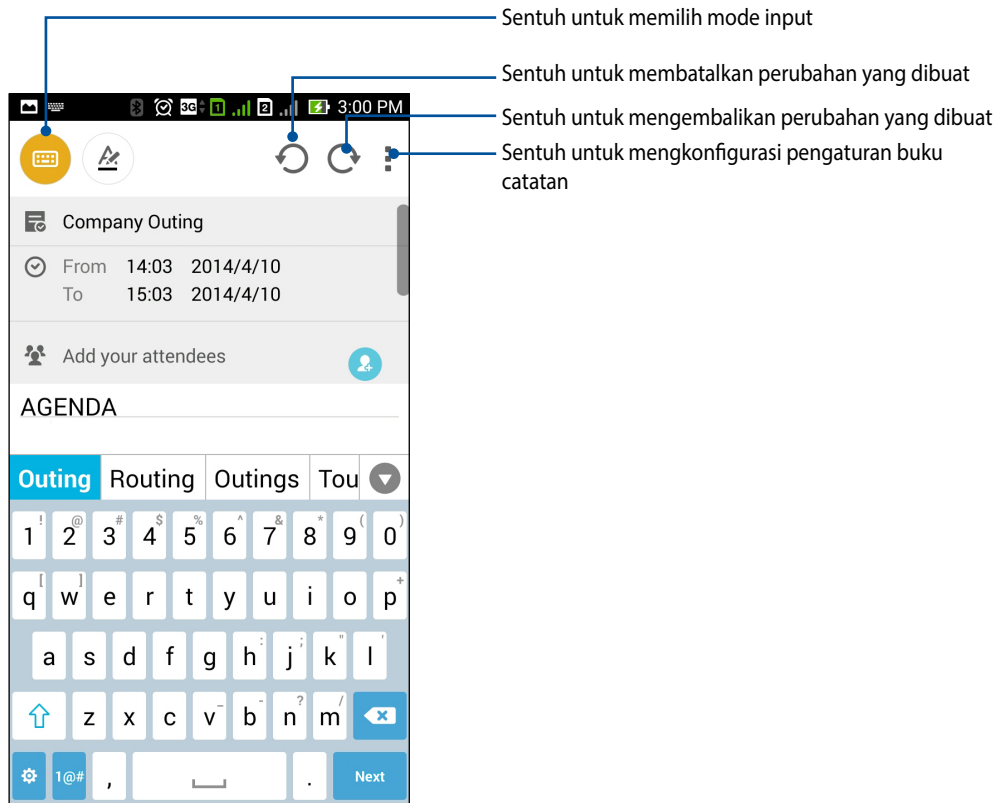 Sentuh untuk memilih mode input
Sentuh untuk membatalkan perubahan yang dibuat
Sentuh untuk mengembalikan perubahan yang dibuat
Sentuh untuk mengkonfigurasi pengaturan buku
catatan
3G 1 2 3:00 PM
Company Outing
From 14:03 2014/4/10
To 15:03 2014/4/10
Add your attendees
AGENDA
Outing Routing Outings Tou
! @ # $ % ^ & * ( )
1 2 3 4 5 6 7 8 9 0
[ ] +
q w e r t y u i o p
: ; " '
a s d f g h j k l
_ - ? /
z x c v b n m
1@# , . Next